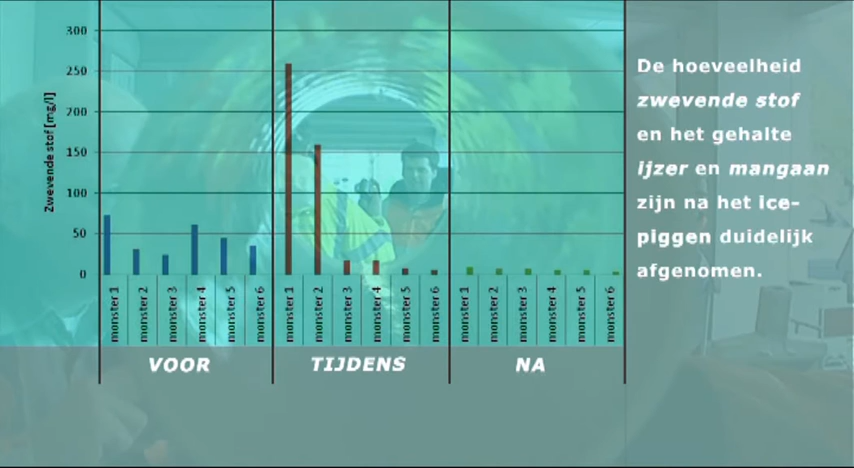 300
250
200
150
100
50
0
Zwevende stof [mg/l]
monster 1
monster 2
monster 3
monster 4
monster 5
monster 6
monster 1
monster 2
monster 3
monster 4
monster 5
monster 6
monster 1
monster 2
monster 3
monster 4
monster 5
monster 6
VOOR
TIJDENS
NA
De hoeveelheid
zwevende stof
en het gehalte
ijzer en mangaan
zijn na het ice-
piggen duidelijk
afgenomen.